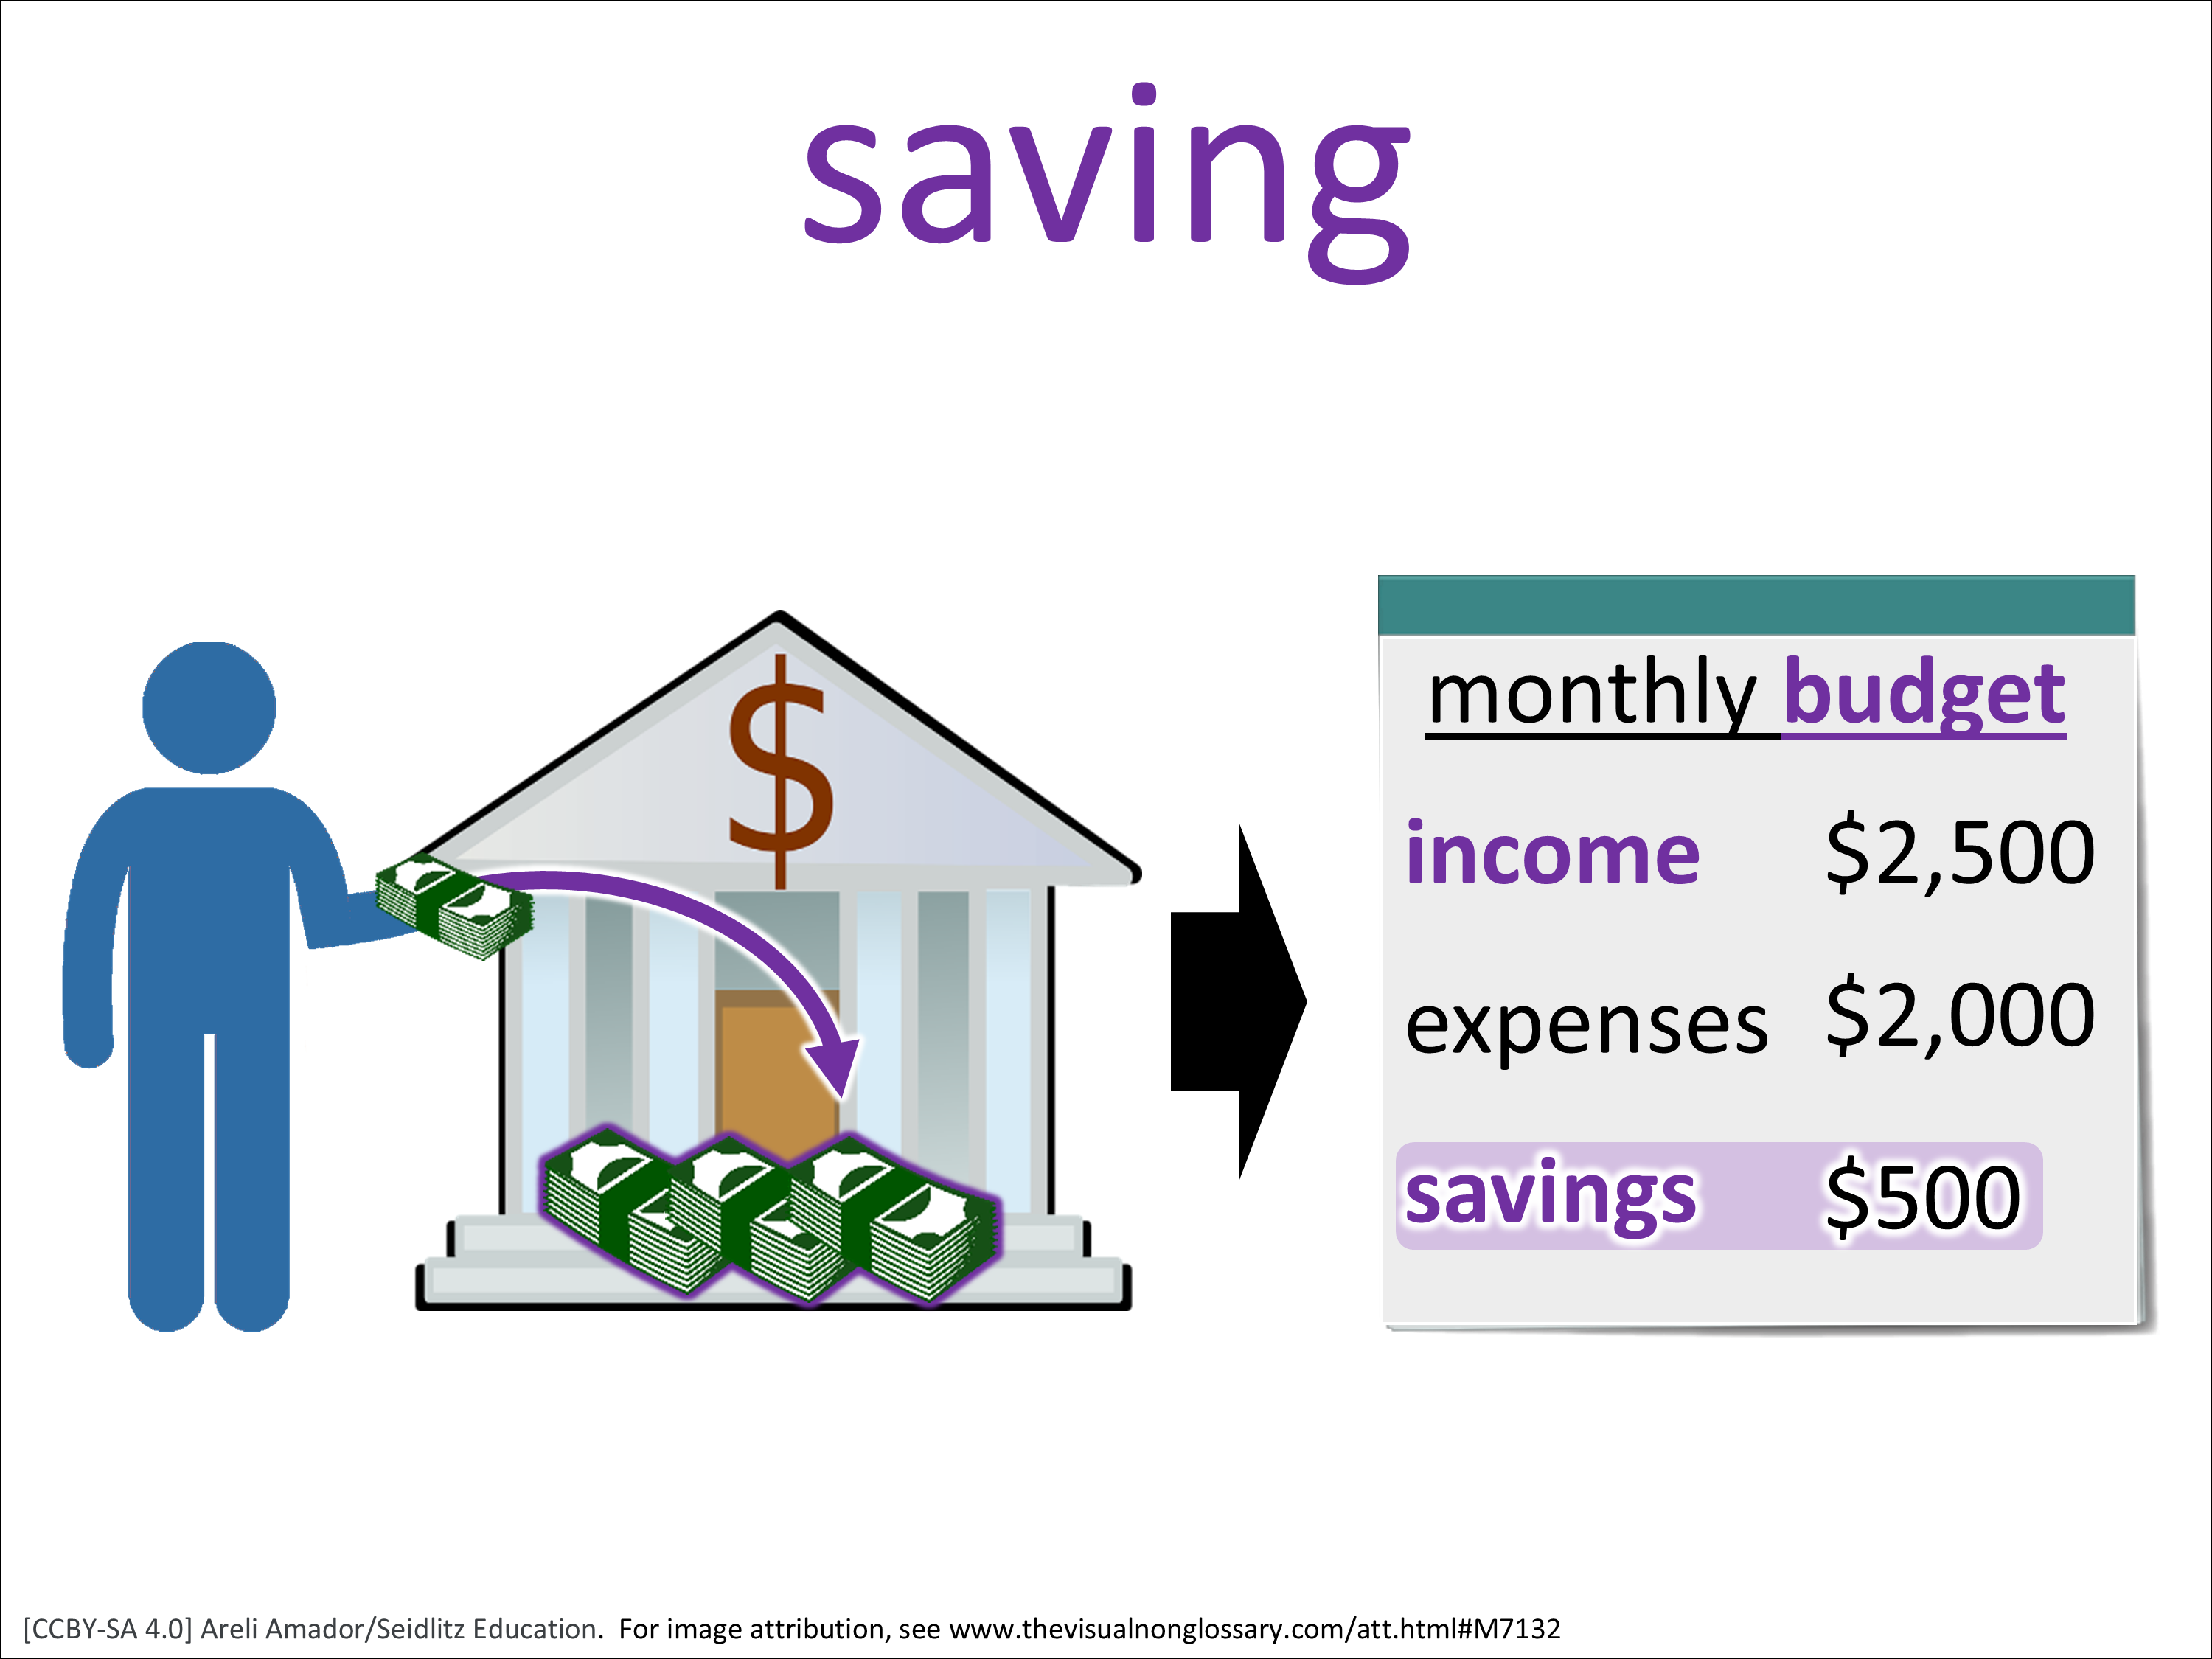 saving
$
monthly budget
income $2,500
expenses $2,000
savings $500
[CCBY-SA 4.0] Areli Amador/Seidlitz Education. For image attribution, see www.thevisualnonglossary.com/att.html#M7132